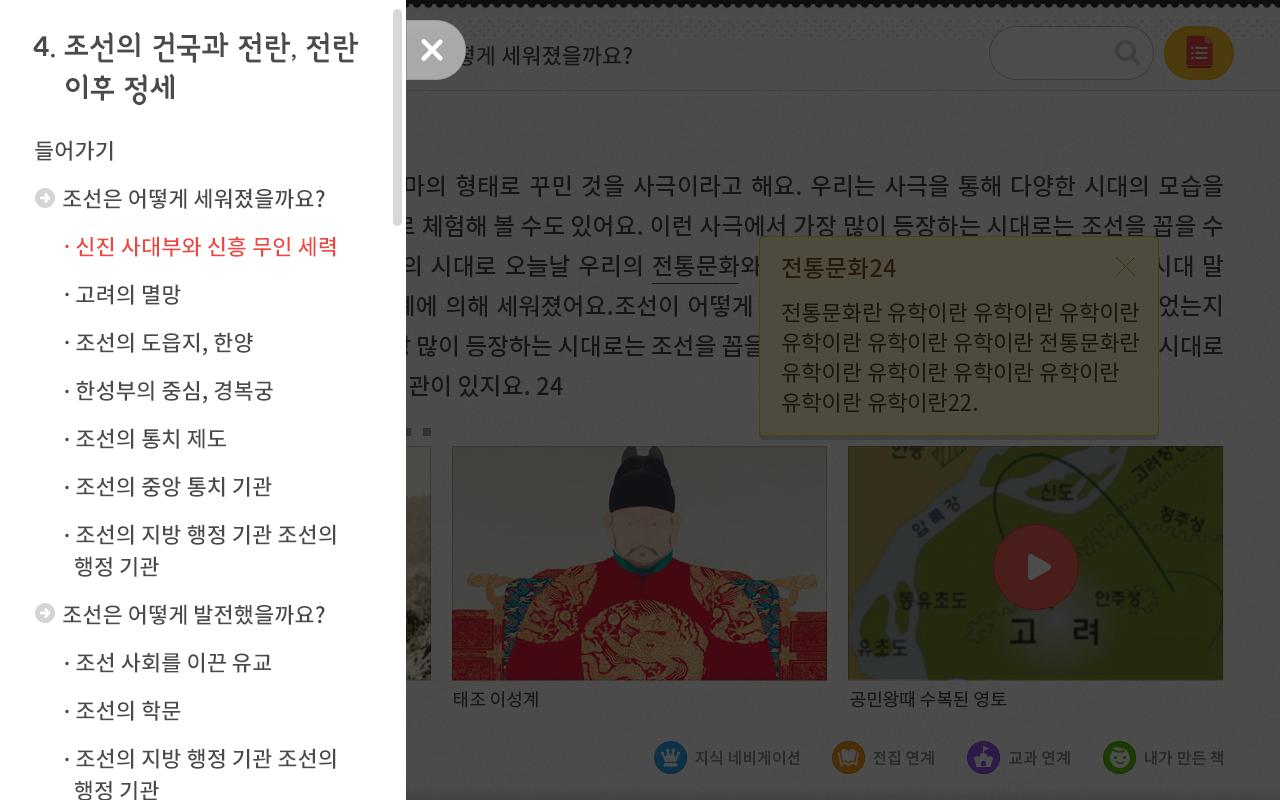 4. 조선의 건국과 전란, 전란
이후 정세
들어가기
조선은 어떻게 세워졌을까요?
· 신진 사대부와 신흥 무인 세력
· 고려의 멸망
· 조선의 도읍지, 한양
· 한성부의 중심, 경복궁
· 조선의 통치 제도
· 조선의 중앙 통치 기관
· 조선의 지방 행정 기관 조선의
행정 기관
조선은 어떻게 발전했을까요?
· 조선 사회를 이끈 유교
· 조선의 학문
· 조선의 지방 행정 기관 조선의
행정 기관
게 세워졌을까요?
마의 형태로 꾸민 것을 사극이라고 해요. 우리는 사극을 통해 다양한 시대의 모습을
로 체험해 볼 수도 있어요. 이런 사극에서 가장 많이 등장하는 시대로는 조선을 꼽을 수
의 시대로 오늘날 우리의 전통문화와 시대 말
에 의해 세워졌어요.조선이 어떻게 었는지
많이 등장하는 시대로는 조선을 꼽을 시대로
관이 있지요. 24
전통문화24
전통문화란 유학이란 유학이란 유학이란
유학이란 유학이란 유학이란 전통문화란
유학이란 유학이란 유학이란 유학이란
유학이란 유학이란22.
신도
고려장성
압록강
정주성
동유초도
안주성
고 려
유초도
태조 이성계
공민왕때 수복된 영토
지식 네비게이션
전집 연계
교과 연계
내가 만든 책